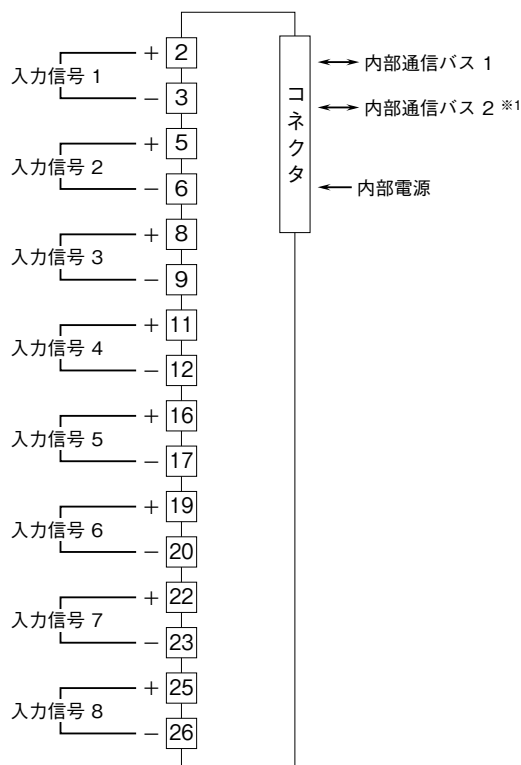 入力信号 1
+ 2
− 3
入力信号 2
+ 5
− 6
入力信号 3
+ 8
− 9
入力信号 4
+ 11
− 12
入力信号 5
+ 16
− 17
入力信号 6
+ 19
− 20
入力信号 7
+ 22
− 23
入力信号 8
+ 25
− 26
コネクタ
内部通信バス 1
内部通信バス 2 ※1
内部電源